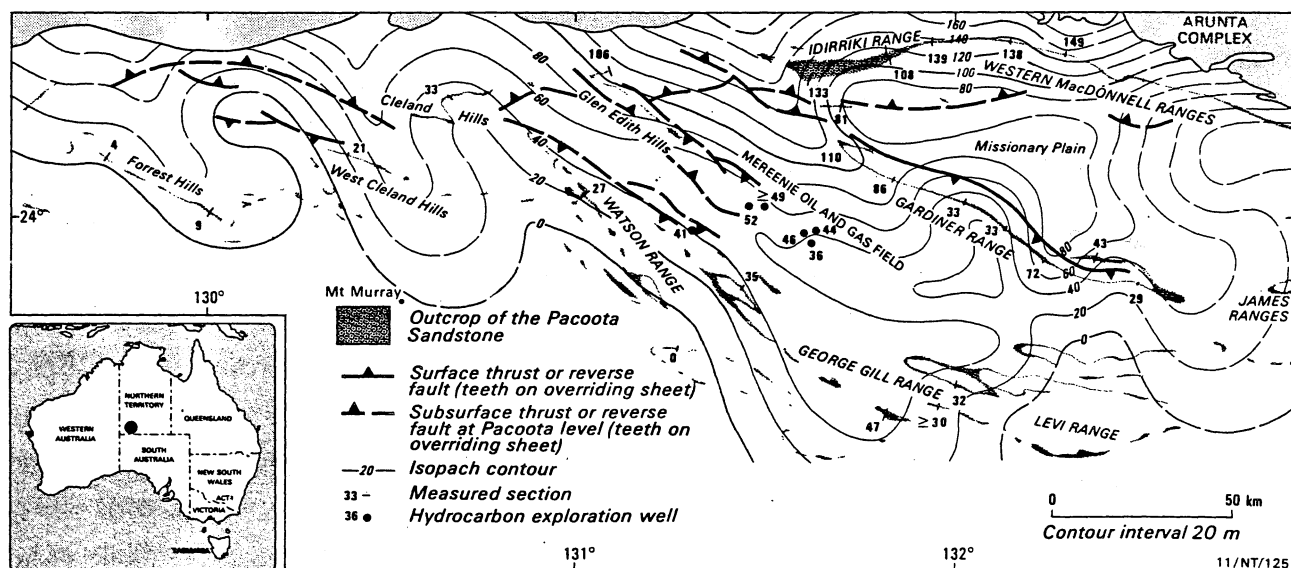 160
ARUNTA
COMPLEX
IDIRRIKI RANGE
140
149
138
139
120
108
100
80
WESTERN MacDONNELL RANGES
186
80
60
133
81
33
Cleland
Hills
Glen Edith Hills
4
21
40
110
Missionary Plain
Forrest Hills
West Cleland Hills
20
27
MEREENIE OIL AND GAS FIELD
≥
49
86
GARDINER RANGE
33
24°
9
0
WATSON RANGE
52
41
46
44
36
33
80
43
72
60
40
29
35
JAMES
RANGES
20
0
130°
Mt Murray
Outcrop of the Pacoota
Sandstone
0
GEORGE GILL RANGE
32
47
≥30
LEVI RANGE
Surface thrust or reverse
fault (teeth on overriding sheet)
Subsurface thrust or reverse
fault at Pacoota level (teeth on
overriding sheet)
—20— Isopach contour
33 – Measured section
36 • Hydrocarbon exploration well
0 50 km
Contour interval 20 m
131°
132°
11/NT/125
NORTHERN
TERRITORY
QUEENSLAND
WESTERN
AUSTRALIA
SOUTH
AUSTRALIA
NEW SOUTH
WALES
ACT
VICTORIA
TASMANIA